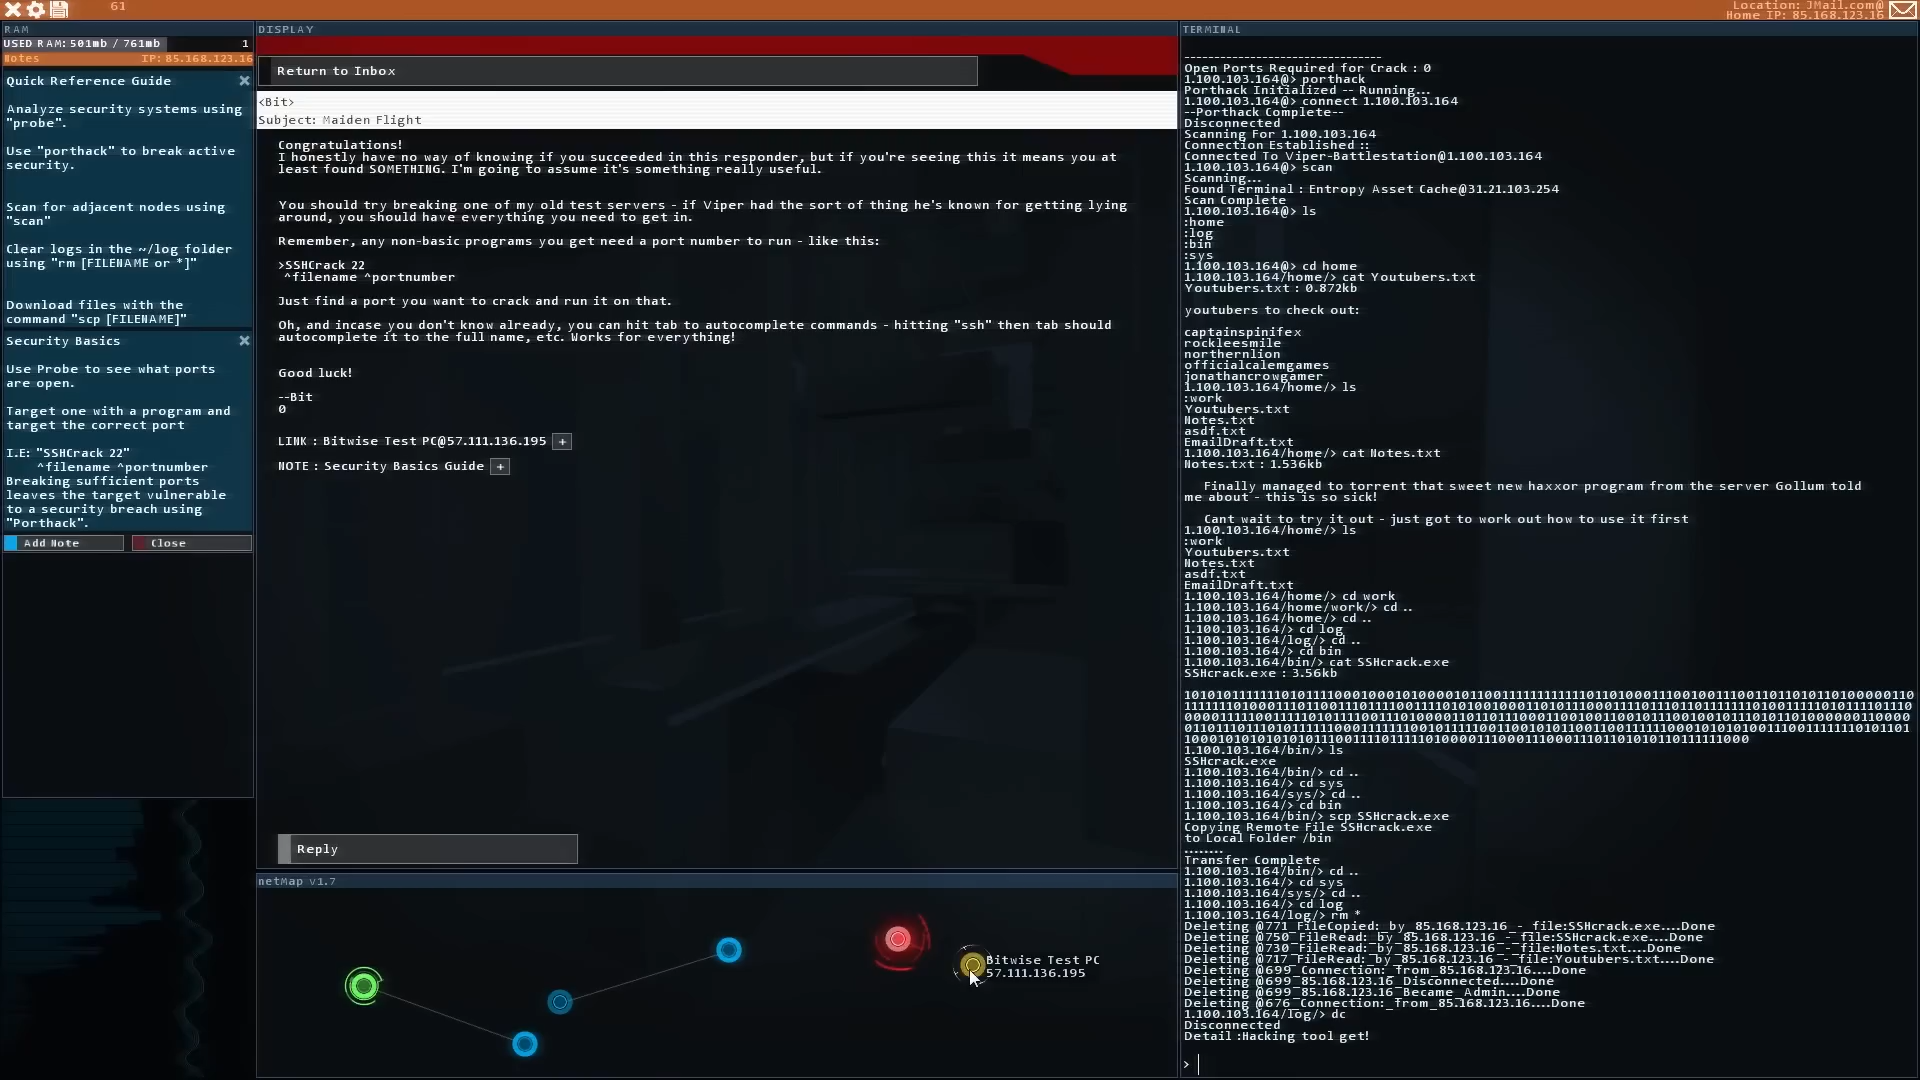 61
Location: JMail.com@
Home IP: 85.168.123.16
RAM
USED RAM: 501mb / 761mb 1
Notes IP: 85.168.123.16
Quick Reference Guide
Analyze security systems using
"probe".
Use "porthack" to break active
security.
Scan for adjacent nodes using
"scan"
Clear logs in the ~/log folder
using "rm [FILENAME or *]"
Download files with the
command "scp [FILENAME]"
Security Basics
Use Probe to see what ports
are open.
Target one with a program and
target the correct port
I.E: "SSHCrack 22"
^filename ^portnumber
Breaking sufficient ports
leaves the target vulnerable
to a security breach using
"Porthack".
Add Note
Close
DISPLAY
Return to Inbox
<Bit>
Subject: Maiden Flight
Congratulations!
I honestly have no way of knowing if you succeeded in this responder, but if you're seeing this it means you at
least found SOMETHING. I'm going to assume it's something really useful.
You should try breaking one of my old test servers - if Viper had the sort of thing he's known for getting lying
around, you should have everything you need to get in.
Remember, any non-basic programs you get need a port number to run - like this:
>SSHCrack 22
^filename ^portnumber
Just find a port you want to crack and run it on that.
Oh, and incase you don't know already, you can hit tab to autocomplete commands - hitting "ssh" then tab should
autocomplete it to the full name, etc. Works for everything!
Good luck!
--Bit
0
LINK : Bitwise Test PC@57.111.136.195 +
NOTE : Security Basics Guide +
Reply
netMap v1.7
Bitwise Test PC
57.111.136.195
TERMINAL
---------------------------------
Open Ports Required for Crack : 0
1.100.103.164@> porthack
Porthack Initialized -- Running...
1.100.103.164@> connect 1.100.103.164
--Porthack Complete--
Disconnected
Scanning For 1.100.103.164
Connection Established ::
Connected To Viper-Battlestation@1.100.103.164
1.100.103.164@> scan
Scanning...
Found Terminal : Entropy Asset Cache@31.21.103.254
Scan Complete
1.100.103.164@> ls
:home
:log
:bin
:sys
1.100.103.164@> cd home
1.100.103.164/home/> cat Youtubers.txt
Youtubers.txt : 0.872kb
youtubers to check out:
captainspinifex
rockleesmile
northernlion
officialcalemgames
jonathancrowgamer
1.100.103.164/home/> ls
:work
Youtubers.txt
Notes.txt
asdf.txt
EmailDraft.txt
1.100.103.164/home/> cat Notes.txt
Notes.txt : 1.536kb
Finally managed to torrent that sweet new haxxor program from the server Gollum told
me about - this is so sick!
Cant wait to try it out - just got to work out how to use it first
1.100.103.164/home/> ls
:work
Youtubers.txt
Notes.txt
asdf.txt
EmailDraft.txt
1.100.103.164/home/> cd work
1.100.103.164/home/work/> cd ..
1.100.103.164/home/> cd ..
1.100.103.164/> cd log
1.100.103.164/log/> cd ..
1.100.103.164/> cd bin
1.100.103.164/bin/> cat SSHcrack.exe
SSHcrack.exe : 3.56kb
1.100.103.164/bin/> ls
SSHcrack.exe
1.100.103.164/bin/> cd ..
1.100.103.164/> cd sys
1.100.103.164/sys/> cd ..
1.100.103.164/> cd bin
1.100.103.164/bin/> scp SSHcrack.exe
Copying Remote File SSHcrack.exe
to Local Folder /bin
........
Transfer Complete
1.100.103.164/bin/> cd ..
1.100.103.164/> cd sys
1.100.103.164/sys/> cd ..
1.100.103.164/> cd log
1.100.103.164/log/> rm *
Deleting @771_FileCopied:_by_85.168.123.16_-_file:SSHcrack.exe....Done
Deleting @750_FileRead:_by_85.168.123.16_-_file:SSHcrack.exe....Done
Deleting @730_FileRead:_by_85.168.123.16_-_file:Notes.txt....Done
Deleting @717_FileRead:_by_85.168.123.16_-_file:Youtubers.txt....Done
Deleting @699_Connection:_from_85.168.123.16....Done
Deleting @699_85.168.123.16_Disconnected....Done
Deleting @699_85.168.123.16_Became_Admin....Done
Deleting @676_Connection:_from_85.168.123.16....Done
1.100.103.164/log/> dc
Disconnected
Detail :Hacking tool get!
>